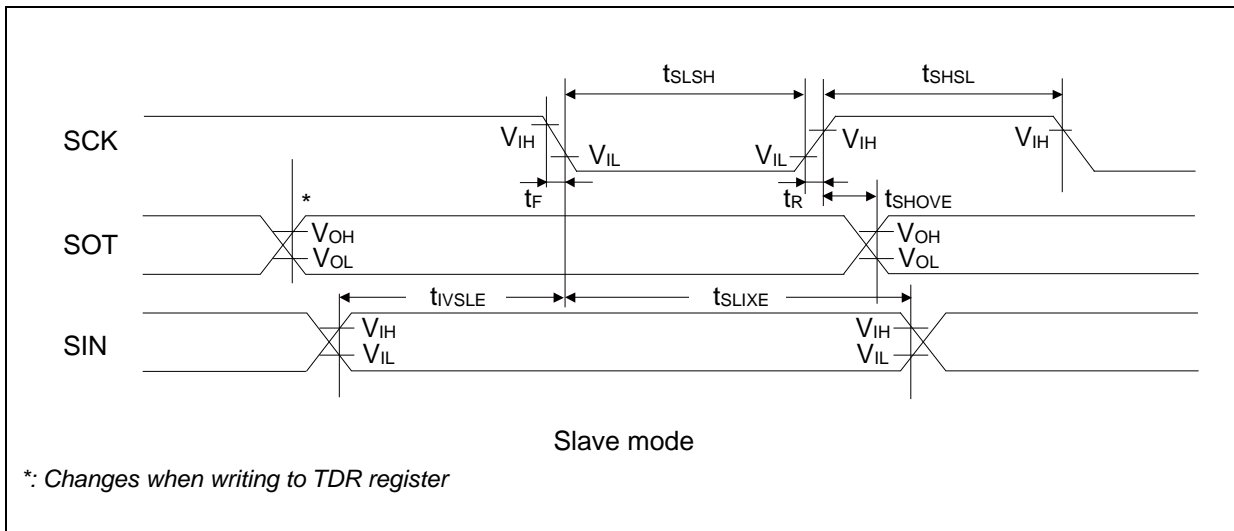 tSLSH tSHSL
SCK VIH VIL VIL VIH VIH
tF tR tSHOVE
*
SOT VOH VOH
VOL VOL
tIVSLE tSLIXE
SIN VIH VIH
VIL VIL
Slave mode
*: Changes when writing to TDR register